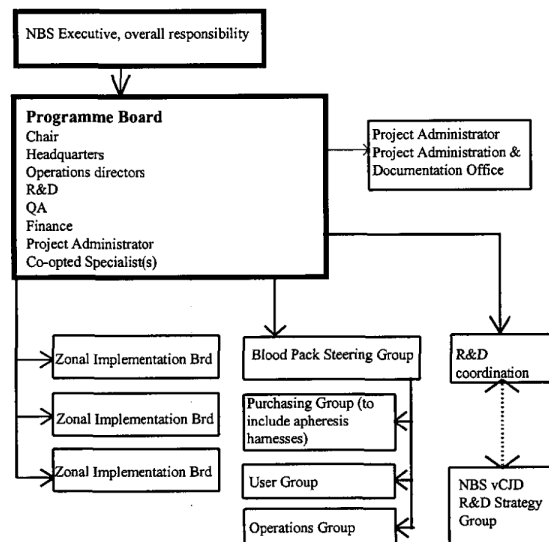 NBS Executive, overall responsibility
Programme Board
Chair
Headquarters
Operations directors
R&D
QA
Finance
Project Administrator
Co-opted Specialist(s)
Project Administrator
Project Administration &
Documentation Office
Zonal Implementation Brd
Zonal Implementation Brd
Zonal Implementation Brd
Blood Pack Steering Group
Purchasing Group (to
include apheresis
harnesses)
User Group
Operations Group
R&D
coordination
NBS vCJD
R&D Strategy
Group